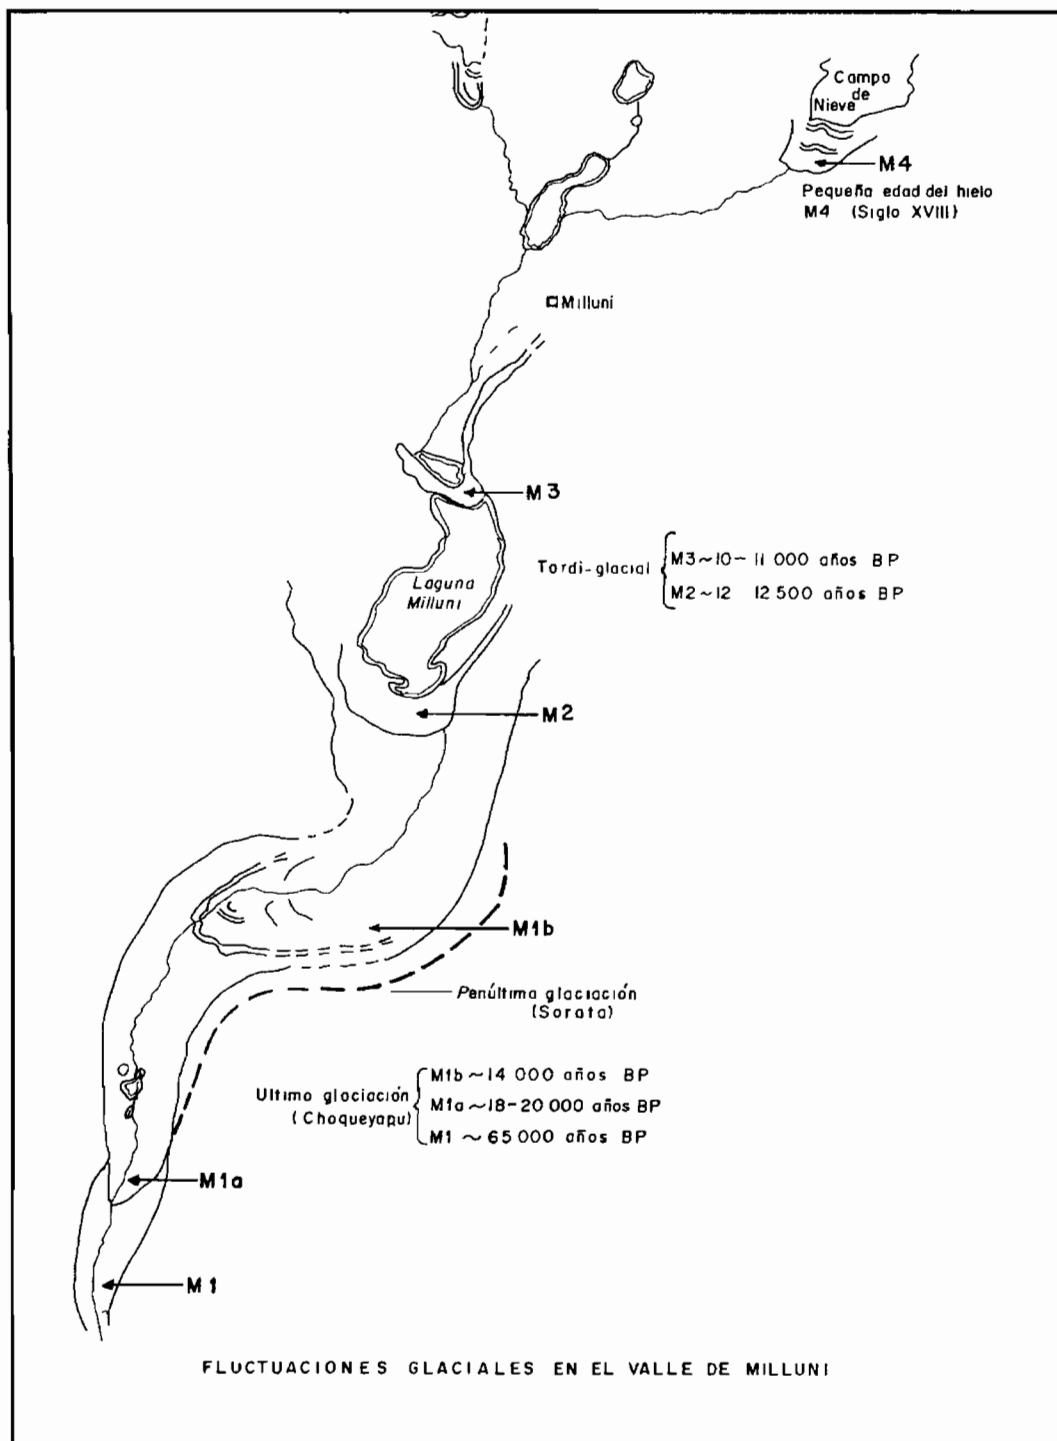 Campo
de
Nieve
M4
Pequeña edad del hielo
M4 (Siglo XVIII)
Milluni
M3
Tardi-glacial
M3~10-11 000 años BP
M2~12 12 500 años BP
Laguna
Milluni
M2
M1b
Penúltima glaciación
(Sorata)
Ultima glaciación
(Choqueyapu)
M1b ~14 000 años BP
M1a ~18-20 000 años BP
M1 ~ 65 000 años BP
M1a
M1
FLUCTUACIONES GLACIALES EN EL VALLE DE MILLUNI